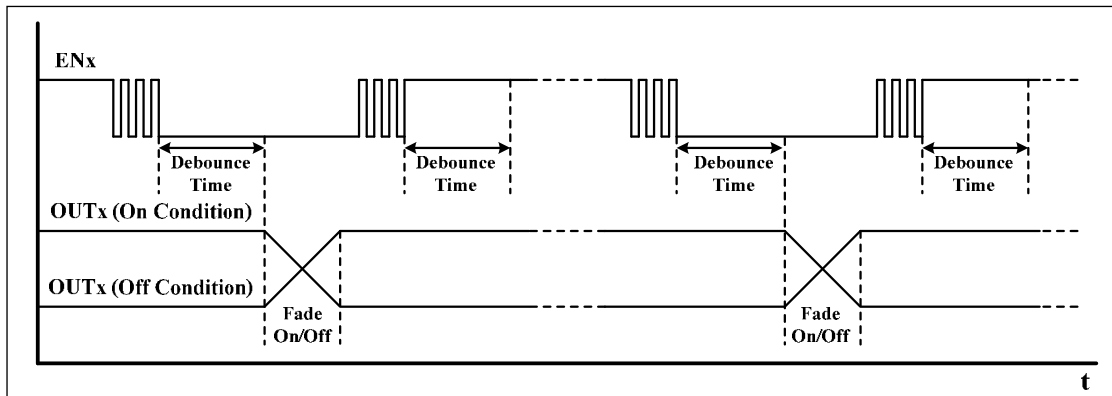 ENx
Debounce
Time
Debounce
Time
Debounce
Time
Debounce
Time
OUTx (On Condition)
OUTx (Off Condition)
Fade
On/Off
Fade
On/Off
t